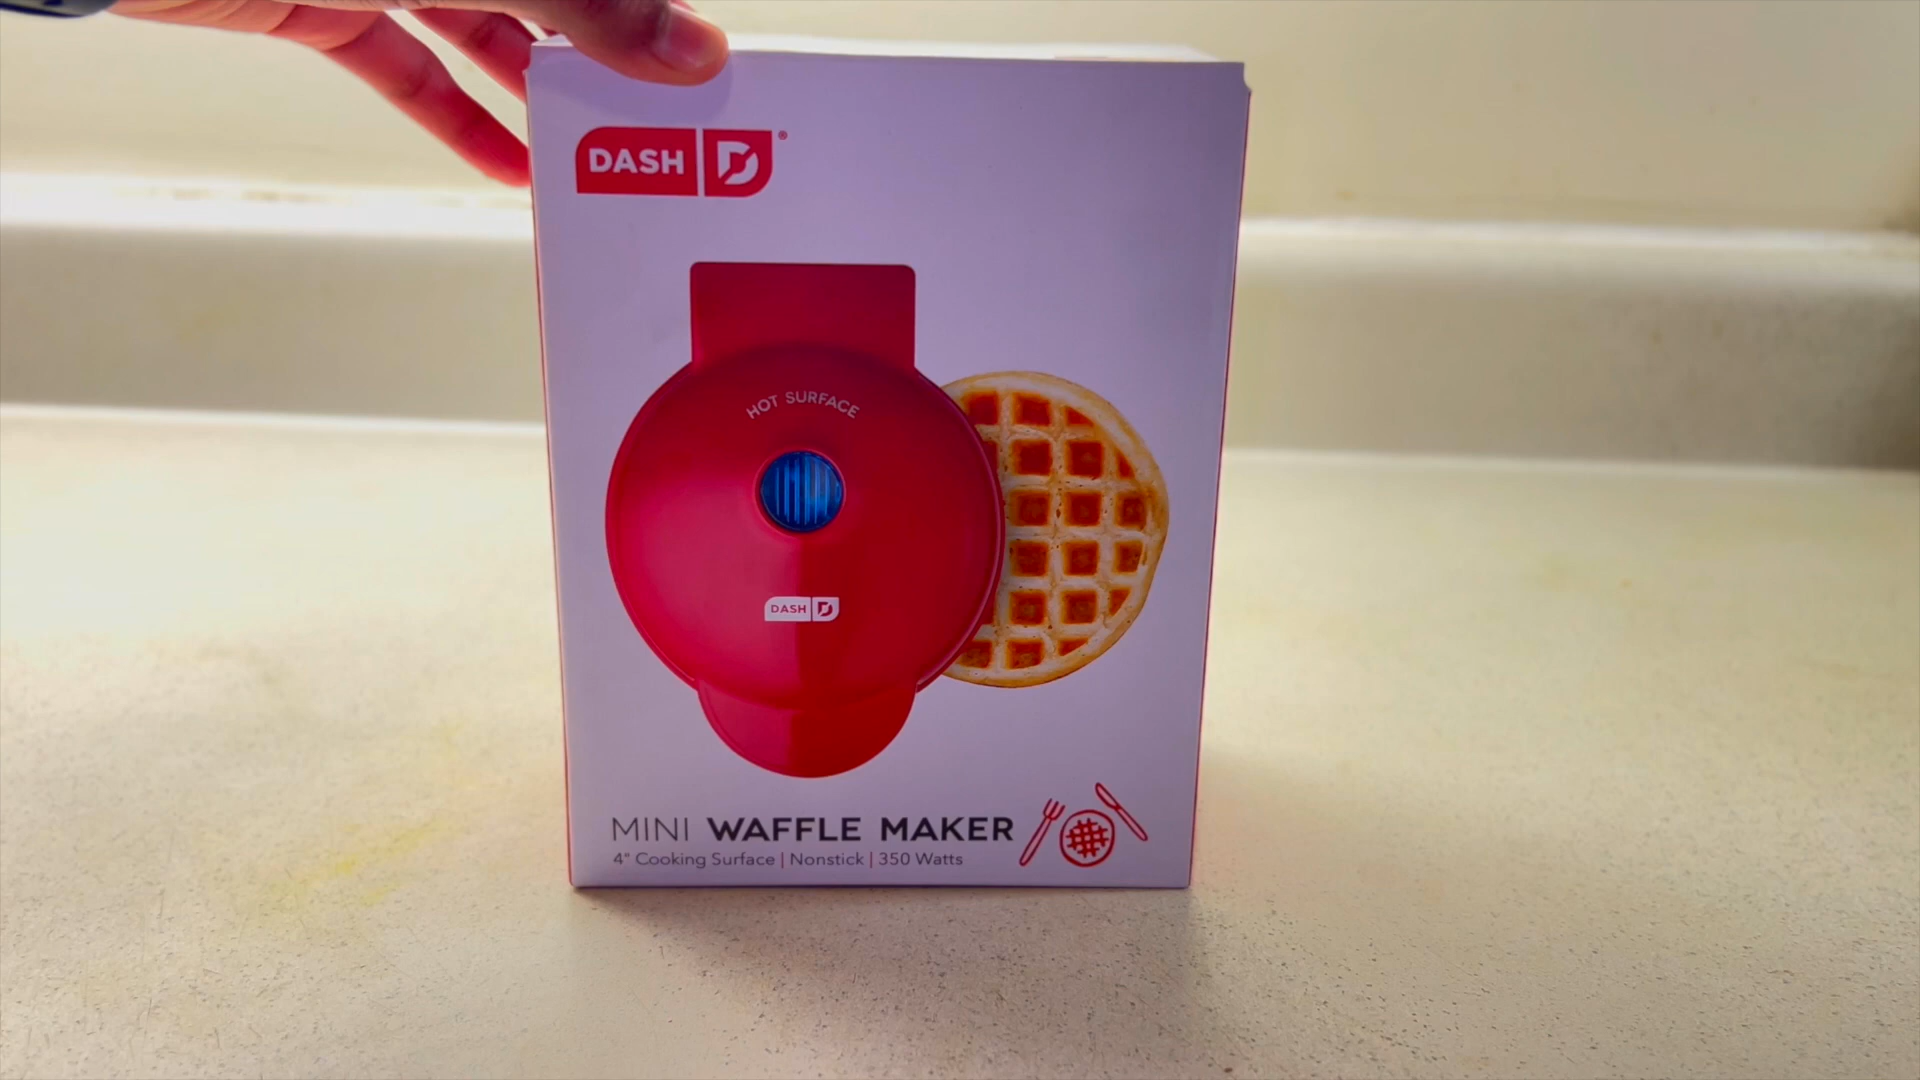 DASH D®
HOT SURFACE
DASH D
MINI WAFFLE MAKER
4" Cooking Surface | Nonstick | 350 Watts